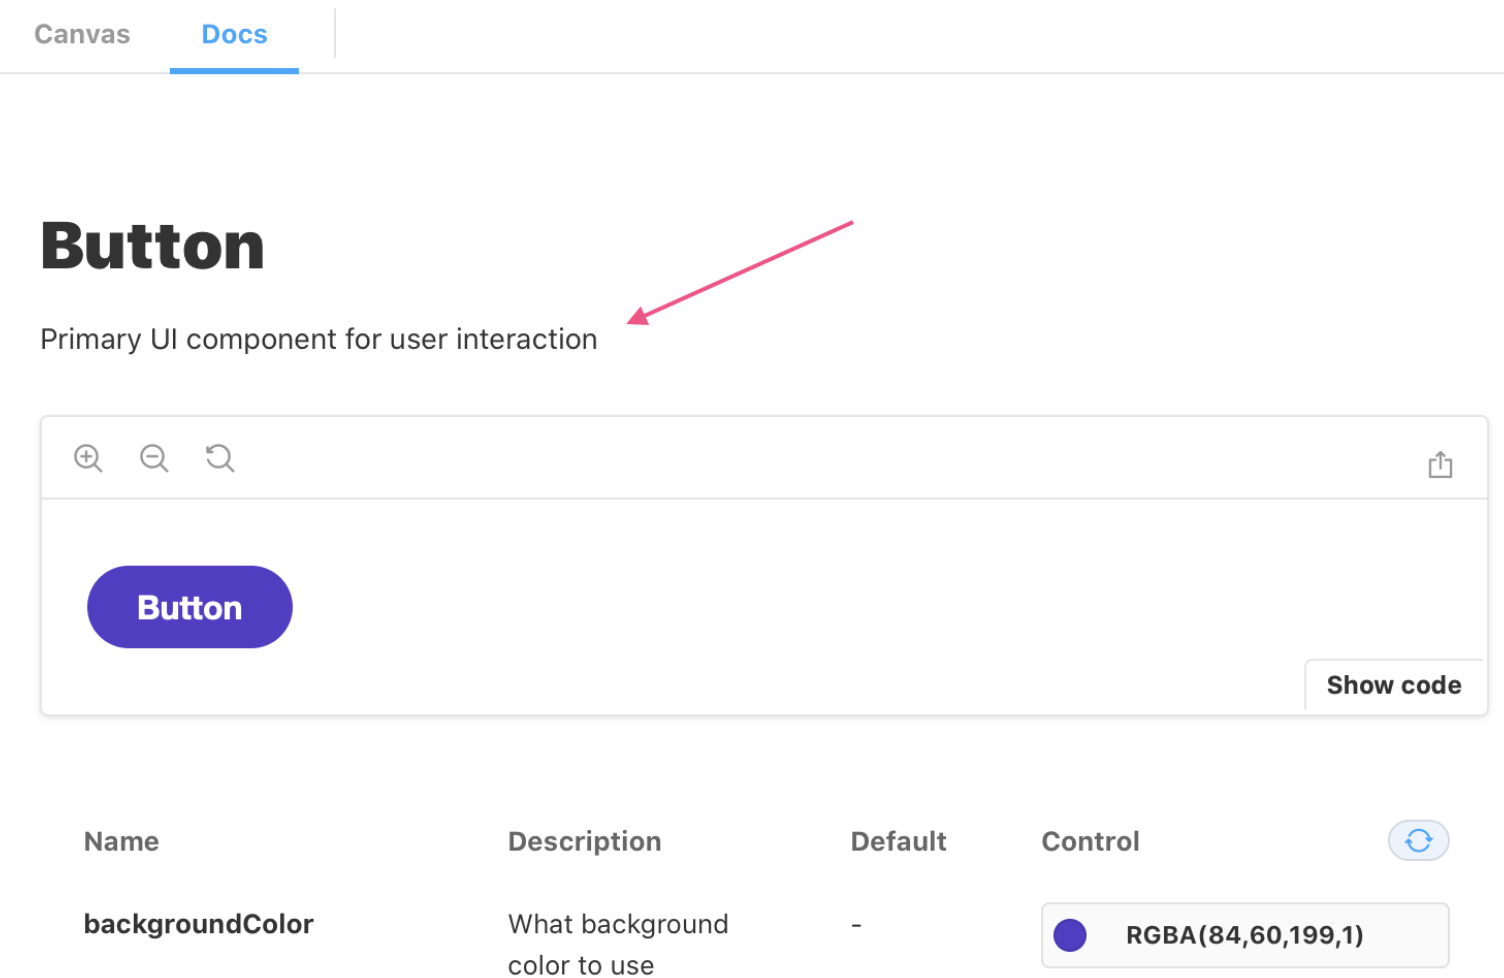 Canvas Docs
Button
Primary UI component for user interaction
Button
Show code
Name Description Default Control
backgroundColor What background - RGBA(84,60,199,1)
color to use